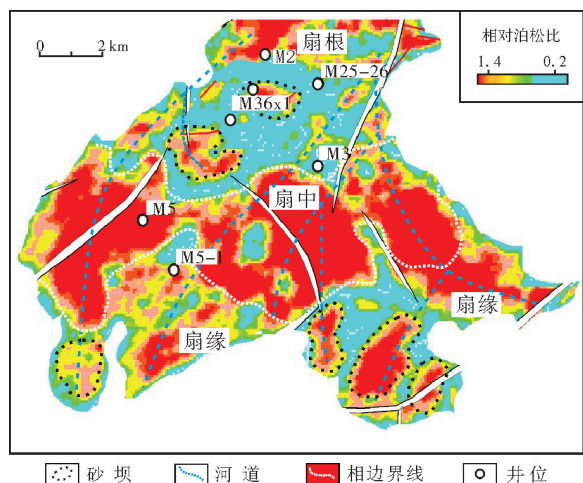 0 2 km
扇根
相对泊松比
1.4 0.2
M2
M25-26
M36x1
M3
扇中
M5
M5-1
扇缘
扇缘
砂坝 河道 相边界线 井位